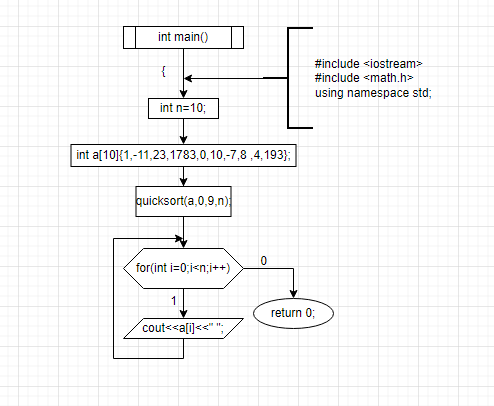 int main()
{
#include <iostream>
#include <math.h>
using namespace std;
int n=10;
int a[10]{1,-11,23,1783,0,10,-7,8 ,4,193};
quicksort(a,0,9,n);
for(int i=0;i<n;i++)
0
1
cout<<a[i]<<" ";
return 0;